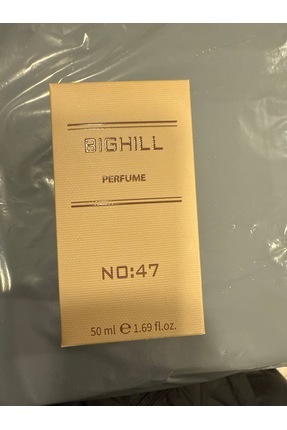 BIGHILL
PERFUME
NO:47
50 ml ℮ 1.69 fl.oz.